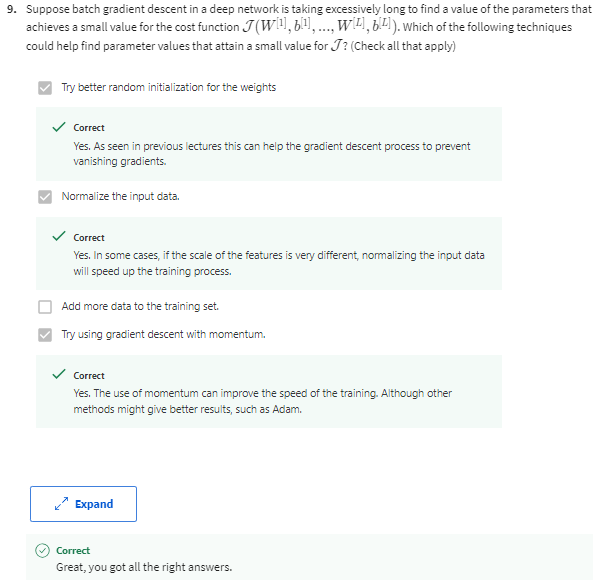 9. Suppose batch gradient descent in a deep network is taking excessively long to find a value of the parameters that
achieves a small value for the cost function 𝒥(W^[1], b^[1], ..., W^[L], b^[L]). Which of the following techniques
could help find parameter values that attain a small value for 𝒥? (Check all that apply)
Try better random initialization for the weights
Correct
Yes. As seen in previous lectures this can help the gradient descent process to prevent
vanishing gradients.
Normalize the input data.
Correct
Yes. In some cases, if the scale of the features is very different, normalizing the input data
will speed up the training process.
Add more data to the training set.
Try using gradient descent with momentum.
Correct
Yes. The use of momentum can improve the speed of the training. Although other
methods might give better results, such as Adam.
Expand
Correct
Great, you got all the right answers.